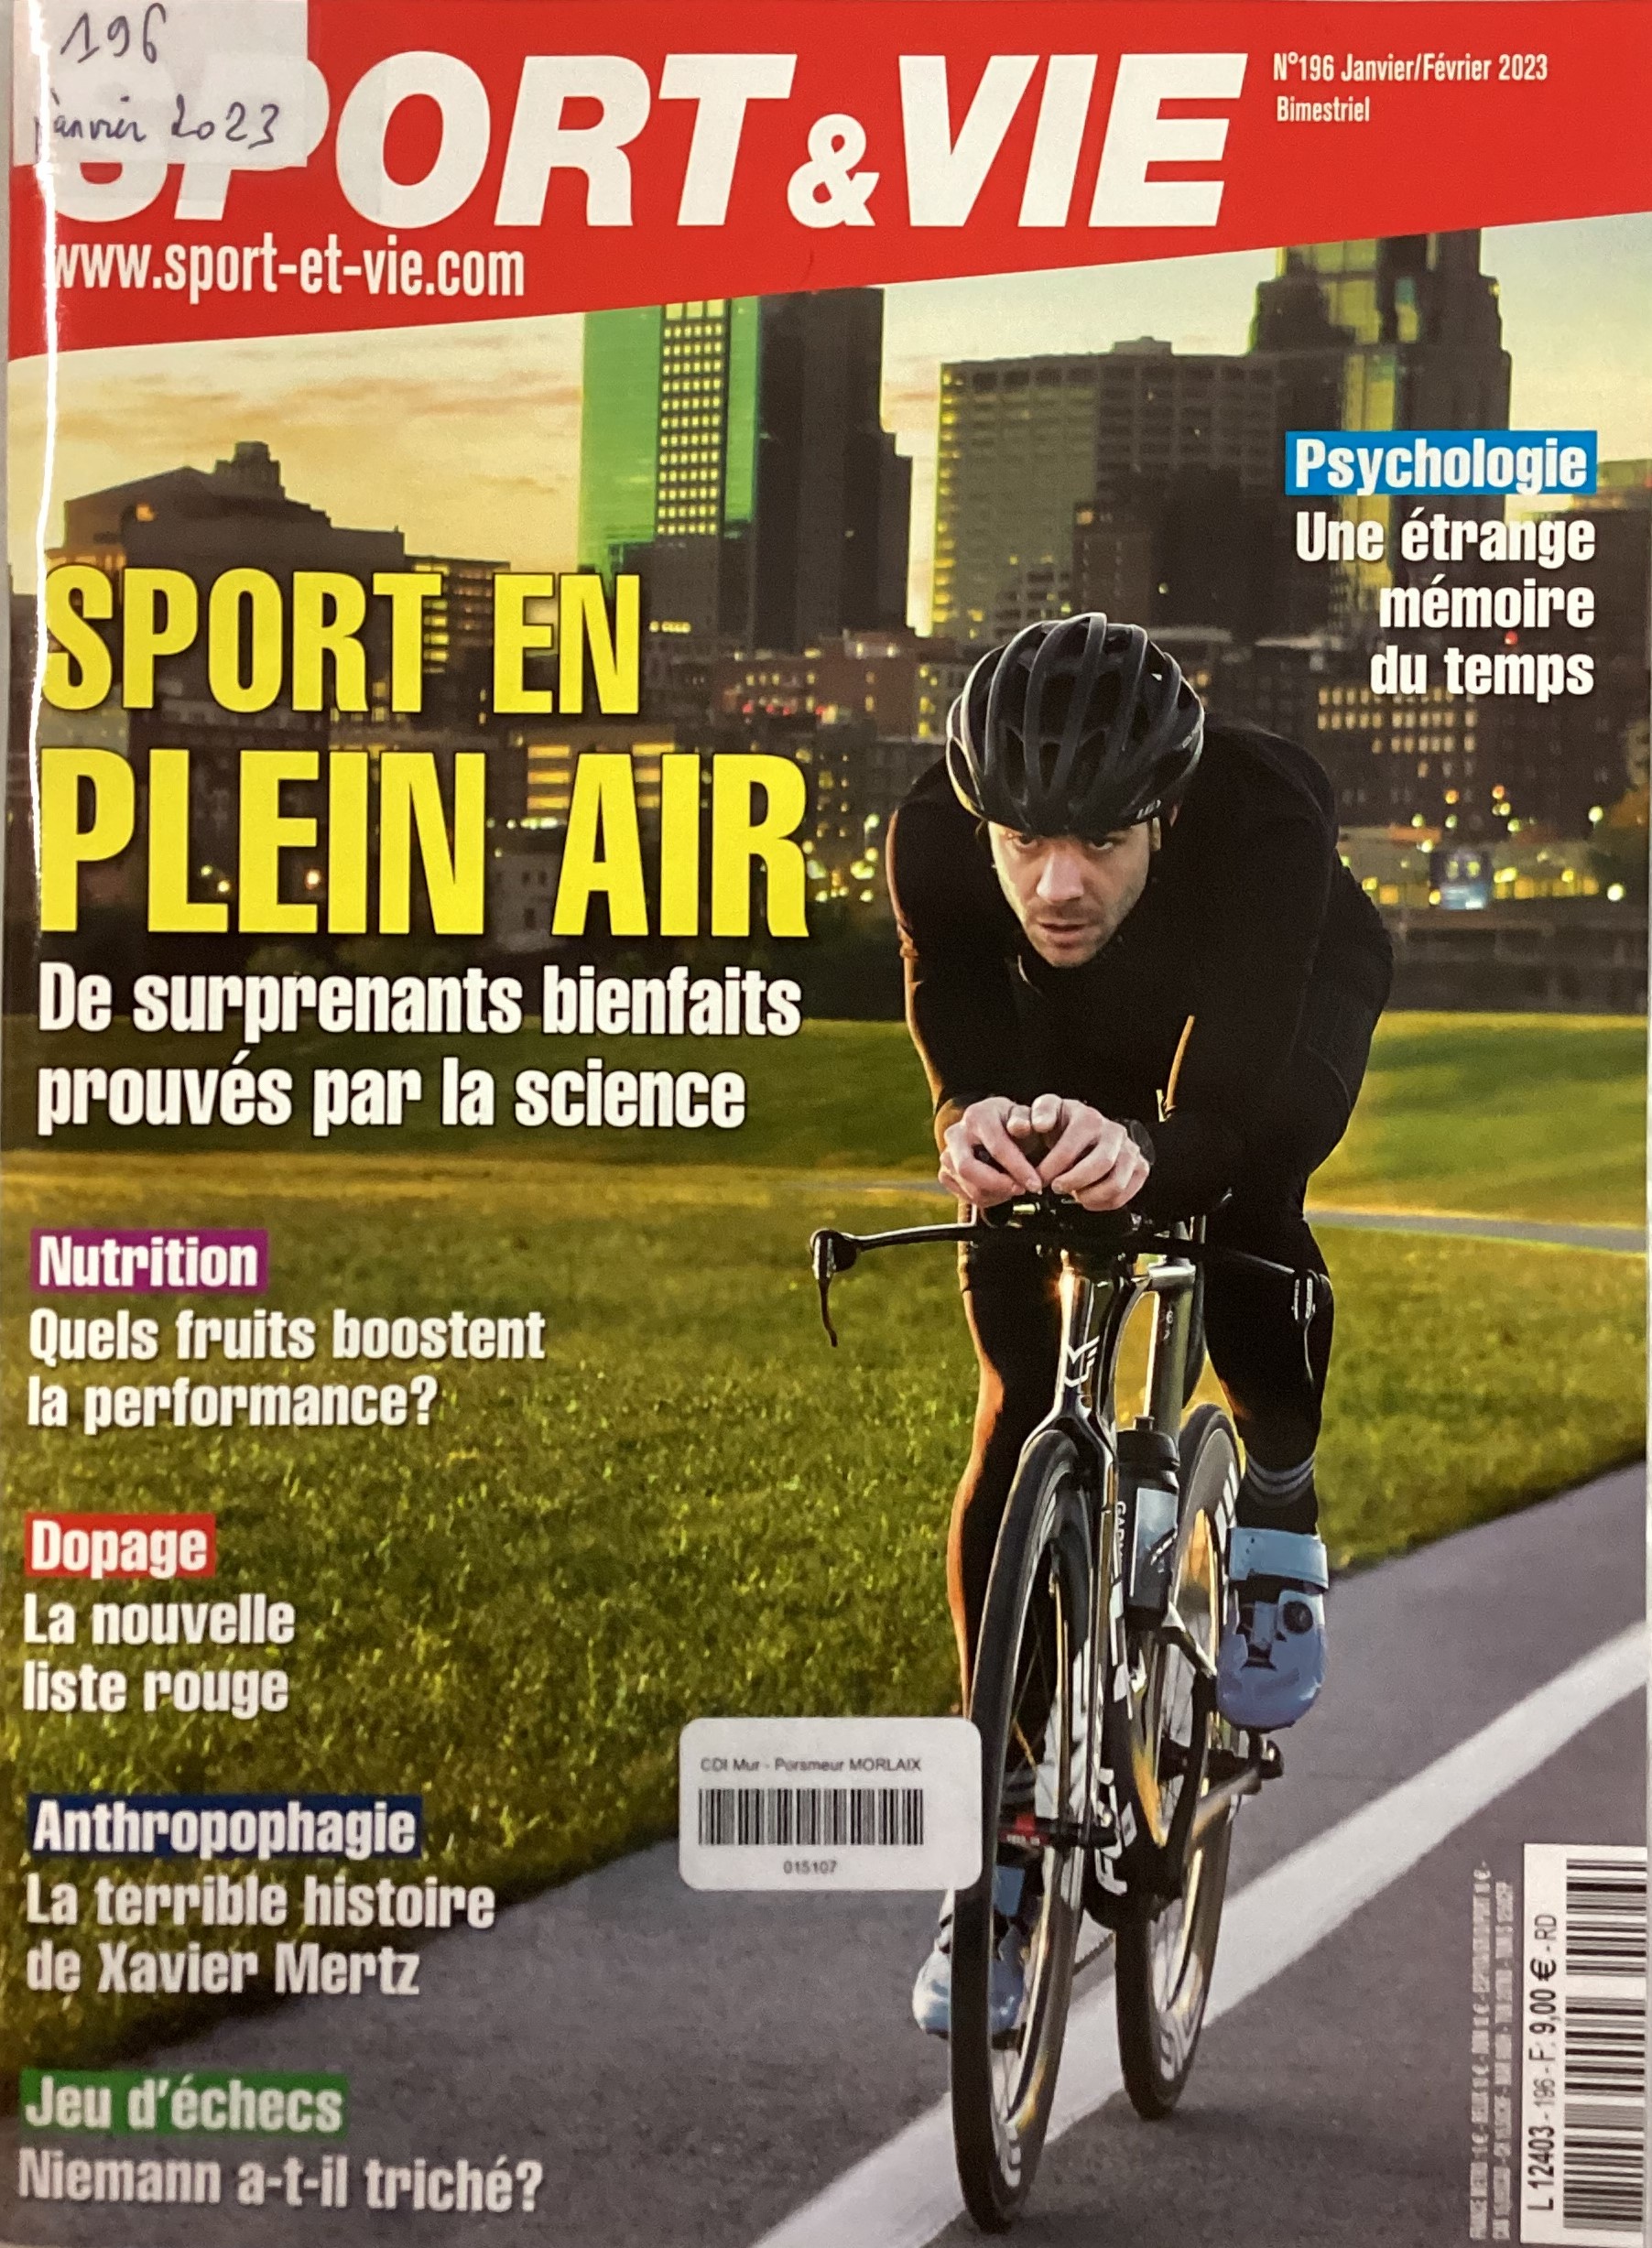 196
janvier 2023
SPORT & VIE
N°196 Janvier/Février 2023
Bimestriel
www.sport-et-vie.com
Psychologie
Une étrange
mémoire
du temps
SPORT EN
PLEIN AIR
De surprenants bienfaits
prouvés par la science
Nutrition
Quels fruits boostent
la performance?
Dopage
La nouvelle
liste rouge
Anthropophagie
La terrible histoire
de Xavier Mertz
Jeu d'échecs
Niemann a-t-il triché?
CDI Mur - Porsmeur MORLAIX
015107
L 12403 - 196 - F: 9,00 € - RD